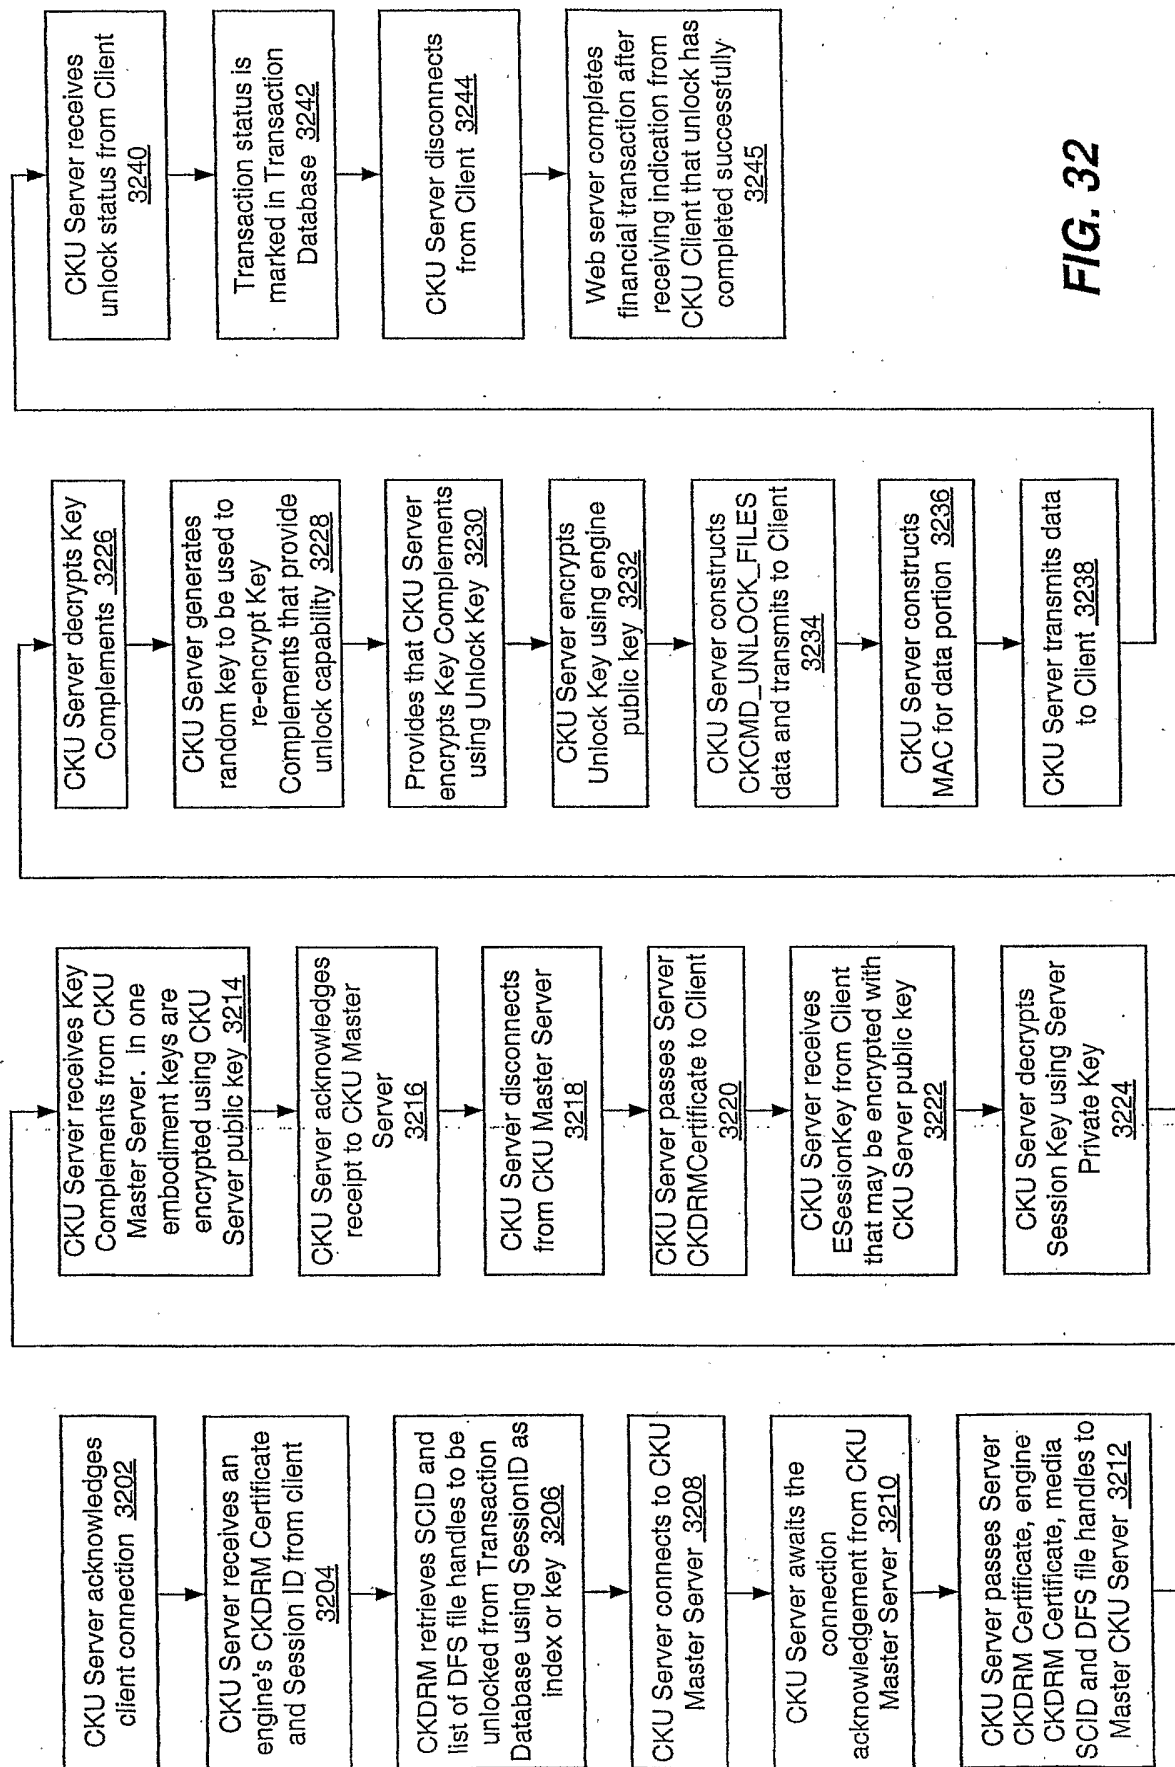 CKU Server acknowledges
client connection 3202
CKU Server receives an
engine's CKDRM Certificate
and Session ID from client
3204
CKDRM retrieves SCID and
list of DFS file handles to be
unlocked from Transaction
Database using SessionID as
index or key 3206
CKU Server connects to CKU
Master Server 3208
CKU Server awaits the
connection
acknowledgement from CKU
Master Server 3210
CKU Server passes Server
CKDRM Certificate, engine
CKDRM Certificate, media
SCID and DFS file handles to
Master CKU Server 3212
CKU Server receives Key
Complements from CKU
Master Server. In one
embodiment keys are
encrypted using CKU
Server public key 3214
CKU Server acknowledges
receipt to CKU Master
Server
3216
CKU Server disconnects
from CKU Master Server
3218
CKU Server passes Server
CKDRMCertificate to Client
3220
CKU Server receives
ESessionKey from Client
that may be encrypted with
CKU Server public key
3222
CKU Server decrypts
Session Key using Server
Private Key
3224
CKU Server decrypts Key
Complements 3226
CKU Server generates
random key to be used to
re-encrypt Key
Complements that provide
unlock capability 3228
Provides that CKU Server
encrypts Key Complements
using Unlock Key 3230
CKU Server encrypts
Unlock Key using engine
public key 3232
CKU Server constructs
CKCMD_UNLOCK_FILES
data and transmits to Client
3234
CKU Server constructs
MAC for data portion 3236
CKU Server transmits data
to Client 3238
CKU Server receives
unlock status from Client
3240
Transaction status is
marked in Transaction
Database 3242
CKU Server disconnects
from Client 3244
Web server completes
financial transaction after
receiving indication from
CKU Client that unlock has
completed successfully
3245
FIG. 32